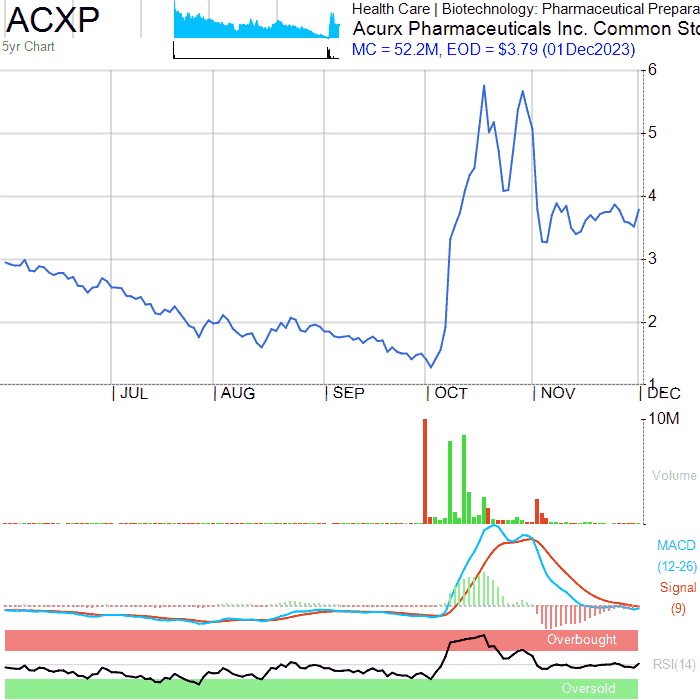 ACXP
5yr Chart
Health Care | Biotechnology: Pharmaceutical Prepara
Acurx Pharmaceuticals Inc. Common Sto
MC = 52.2M, EOD = $3.79 (01Dec2023)
6
5
4
3
2
1
| JUL | AUG | SEP | OCT | NOV | DEC
10M
Volume
MACD
(12-26)
Signal
(9)
Overbought
RSI(14)
Oversold